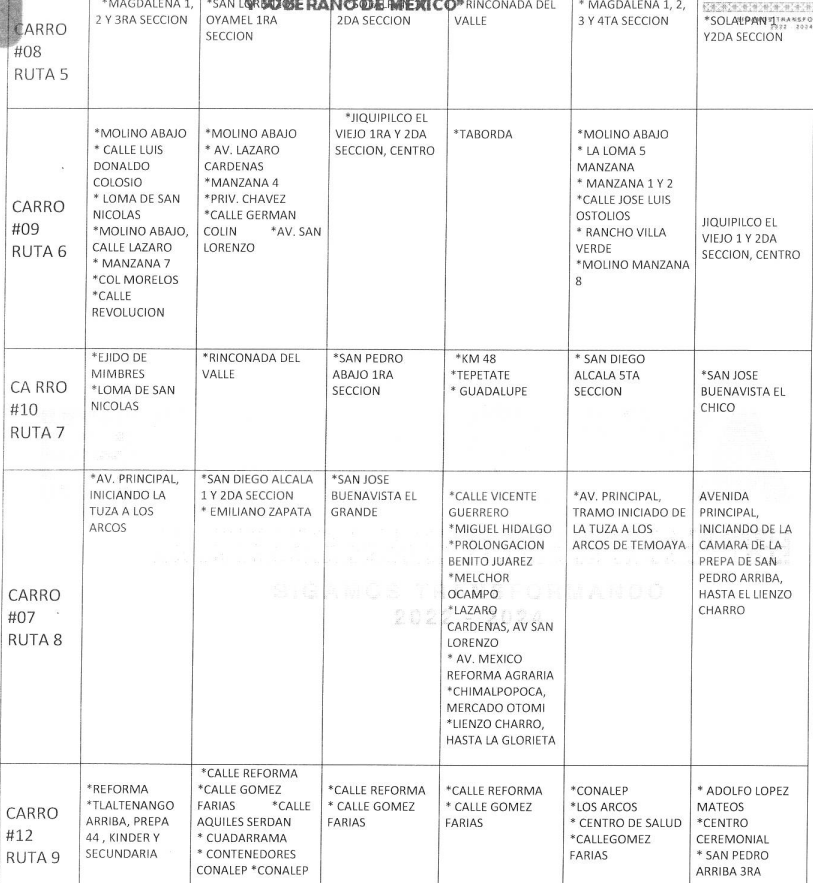 Y SOBERANO DE MÉXICO"
CARRO
#08
RUTA 5
*MAGDALENA 1,
2 Y 3RA SECCION
*SAN LORENZO
OYAMEL 1RA
SECCION
2DA SECCION
*RINCONADA DEL
VALLE
* MAGDALENA 1, 2,
3 Y 4TA SECCION
*SOLALPAN 1
Y2DA SECCION
2022 - 2024
CARRO
#09
RUTA 6
*MOLINO ABAJO
* CALLE LUIS
DONALDO
COLOSIO
* LOMA DE SAN
NICOLAS
*MOLINO ABAJO,
CALLE LAZARO
* MANZANA 7
*COL MORELOS
*CALLE
REVOLUCION
*MOLINO ABAJO
* AV. LAZARO
CARDENAS
*MANZANA 4
*PRIV. CHAVEZ
*CALLE GERMAN
COLIN *AV. SAN
LORENZO
*JIQUIPILCO EL
VIEJO 1RA Y 2DA
SECCION, CENTRO
*TABORDA
*MOLINO ABAJO
* LA LOMA 5
MANZANA
* MANZANA 1 Y 2
*CALLE JOSE LUIS
OSTOLIOS
* RANCHO VILLA
VERDE
*MOLINO MANZANA
8
JIQUIPILCO EL
VIEJO 1 Y 2DA
SECCION, CENTRO
CA RRO
#10
RUTA 7
*EJIDO DE
MIMBRES
*LOMA DE SAN
NICOLAS
*RINCONADA DEL
VALLE
*SAN PEDRO
ABAJO 1RA
SECCION
*KM 48
*TEPETATE
* GUADALUPE
* SAN DIEGO
ALCALA 5TA
SECCION
*SAN JOSE
BUENAVISTA EL
CHICO
CARRO
#07
RUTA 8
*AV. PRINCIPAL,
INICIANDO LA
TUZA A LOS
ARCOS
*SAN DIEGO ALCALA
1 Y 2DA SECCION
* EMILIANO ZAPATA
*SAN JOSE
BUENAVISTA EL
GRANDE
*CALLE VICENTE
GUERRERO
*MIGUEL HIDALGO
*PROLONGACION
BENITO JUAREZ
*MELCHOR
OCAMPO
*LAZARO
CARDENAS, AV SAN
LORENZO
* AV. MEXICO
REFORMA AGRARIA
*CHIMALPOPOCA,
MERCADO OTOMI
*LIENZO CHARRO,
HASTA LA GLORIETA
*AV. PRINCIPAL,
TRAMO INICIADO DE
LA TUZA A LOS
ARCOS DE TEMOAYA
AVENIDA
PRINCIPAL,
INICIANDO DE LA
CAMARA DE LA
PREPA DE SAN
PEDRO ARRIBA,
HASTA EL LIENZO
CHARRO
SIGAMOS TRANSFORMANDO
2022 - 2024
CARRO
#12
RUTA 9
*REFORMA
*TLALTENANGO
ARRIBA, PREPA
44 , KINDER Y
SECUNDARIA
*CALLE REFORMA
*CALLE GOMEZ
FARIAS *CALLE
AQUILES SERDAN
* CUADARRAMA
* CONTENEDORES
CONALEP *CONALEP
*CALLE REFORMA
* CALLE GOMEZ
FARIAS
*CALLE REFORMA
* CALLE GOMEZ
FARIAS
*CONALEP
*LOS ARCOS
* CENTRO DE SALUD
*CALLEGOMEZ
FARIAS
* ADOLFO LOPEZ
MATEOS
*CENTRO
CEREMONIAL
* SAN PEDRO
ARRIBA 3RA